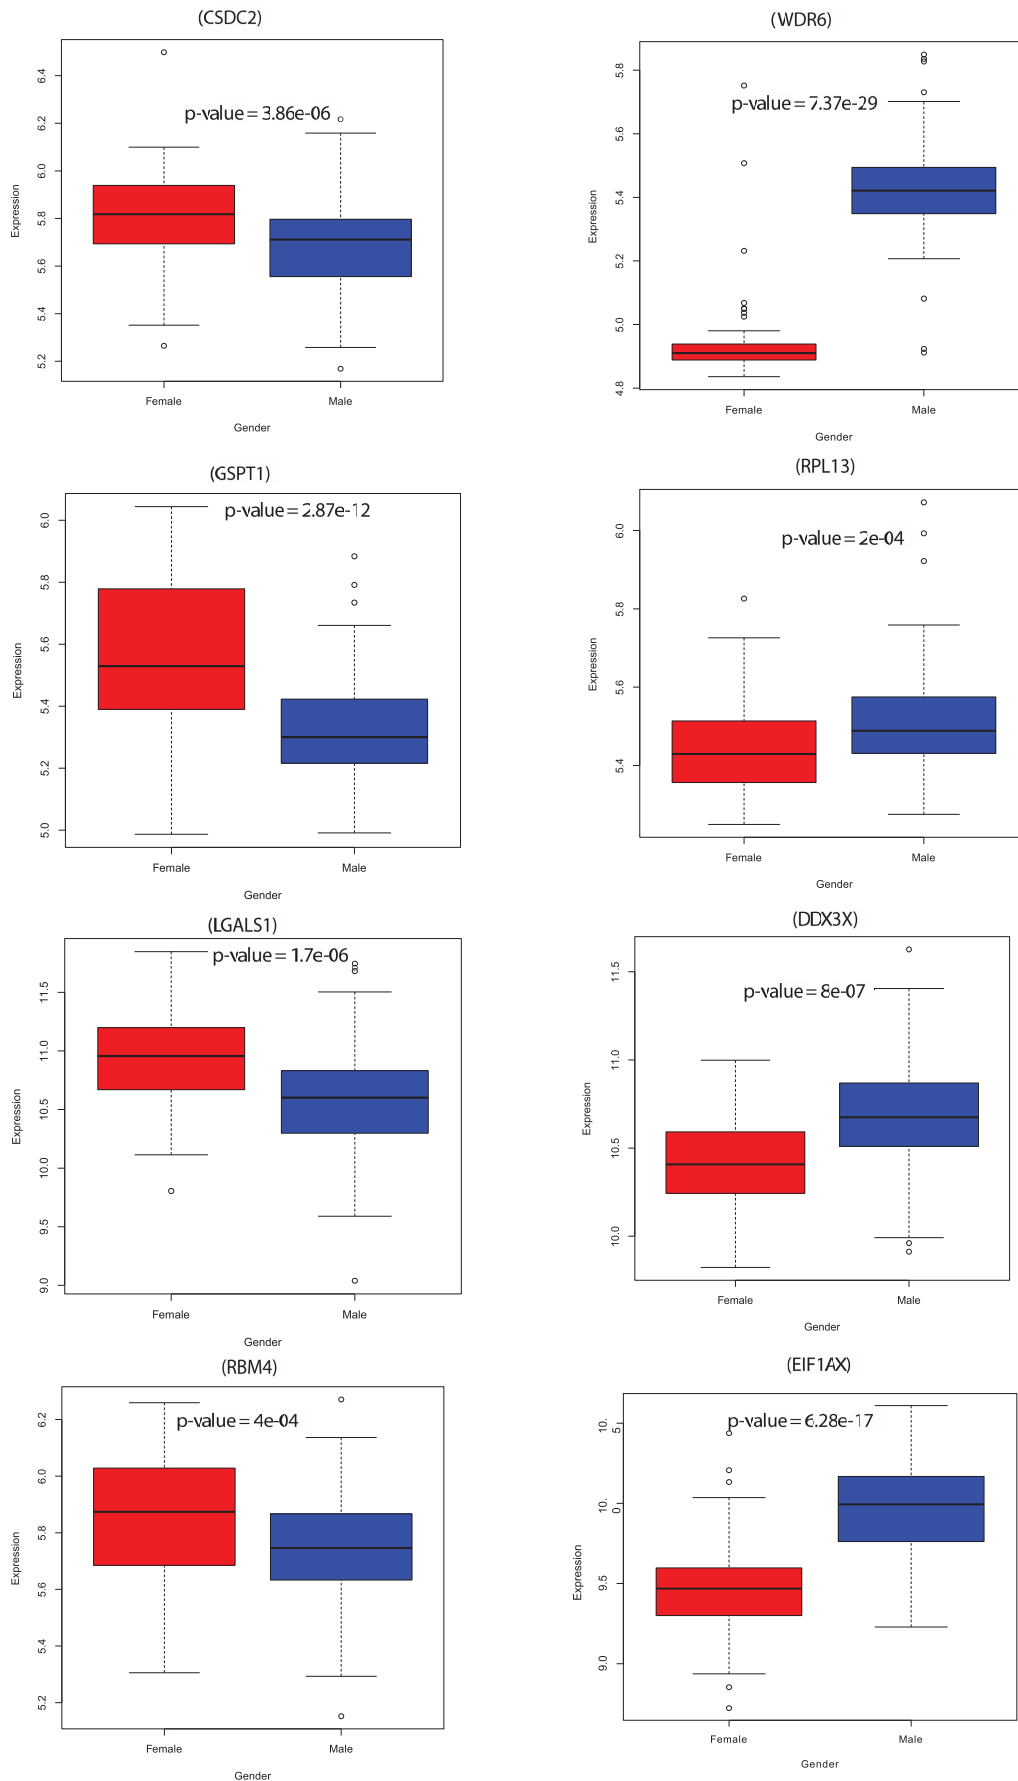 (CSDC2)
p-value = 3.86e-06
Expression
6.4
6.2
6.0
5.8
5.6
5.4
5.2
Female
Male
Gender
(WDR6)
p-value = 7.37e-29
Expression
5.8
5.6
5.4
5.2
5.0
4.8
Female
Male
Gender
(GSPT1)
p-value = 2.87e-12
Expression
6.0
5.8
5.6
5.4
5.2
5.0
Female
Male
Gender
(RPL13)
p-value = 2e-04
Expression
6.0
5.8
5.6
5.4
Female
Male
Gender
(LGALS1)
p-value = 1.7e-06
Expression
11.5
11.0
10.5
10.0
9.5
9.0
Female
Male
Gender
(DDX3X)
p-value = 8e-07
Expression
11.5
11.0
10.5
10.0
Female
Male
Gender
(RBM4)
p-value = 4e-04
Expression
6.2
6.0
5.8
5.6
5.4
5.2
Female
Male
Gender
(EIF1AX)
p-value = 6.28e-17
Expression
10.
5
10.
0
9.5
9.0
Female
Male
Gender